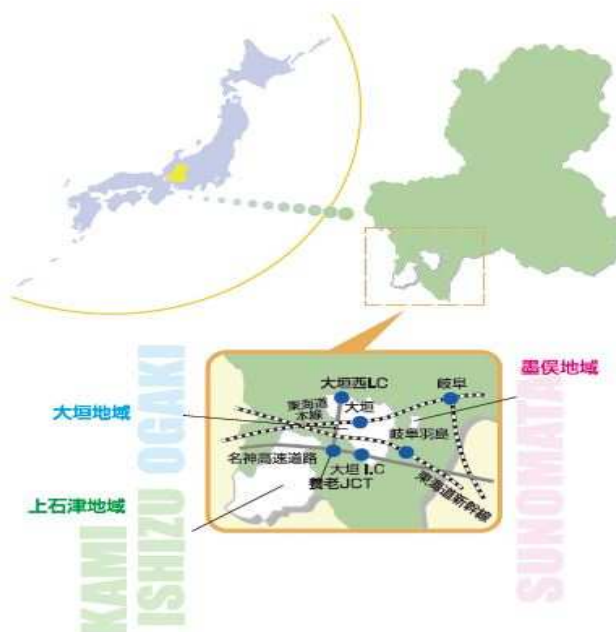 墨俣地域
SUNOMATA
大垣地域
OGAKI
上石津地域
KAMI
ISHIZU
大垣西I.C
岐阜
東海道
本線
大垣
岐阜羽島
名神高速道路
大垣I.C
養老JCT
東海道新幹線